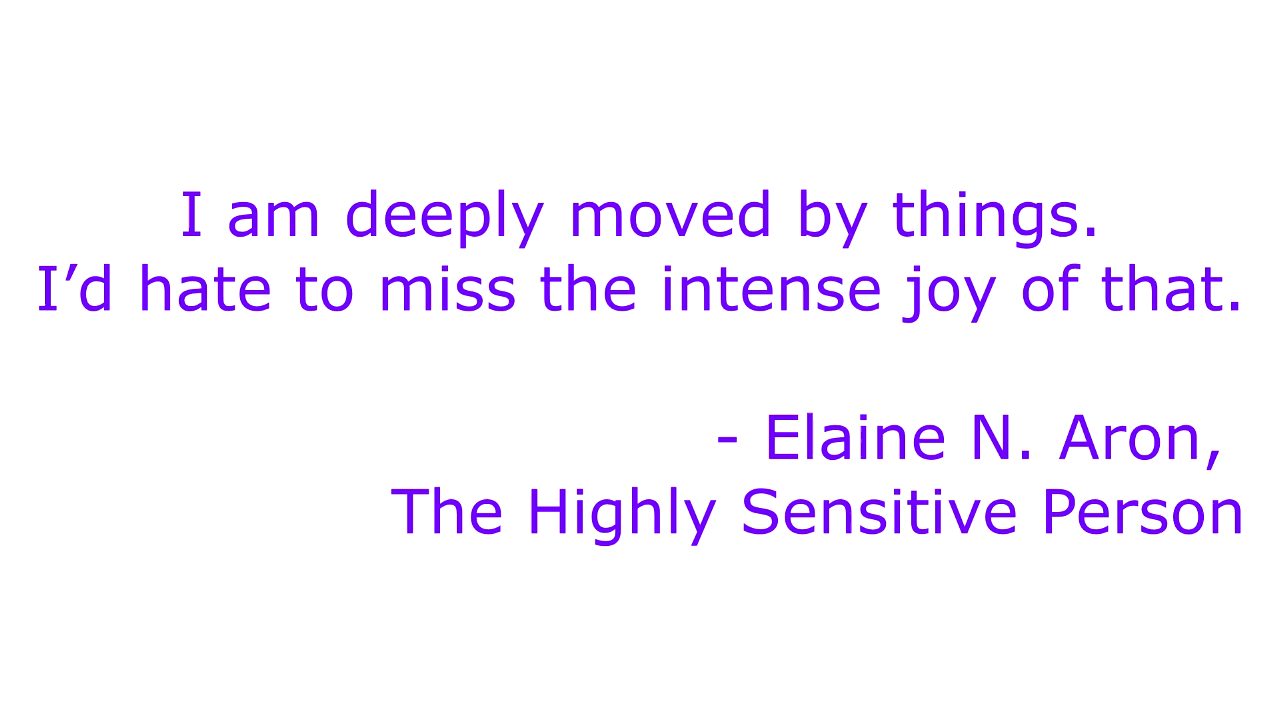 I am deeply moved by things.
I’d hate to miss the intense joy of that.
- Elaine N. Aron,
The Highly Sensitive Person